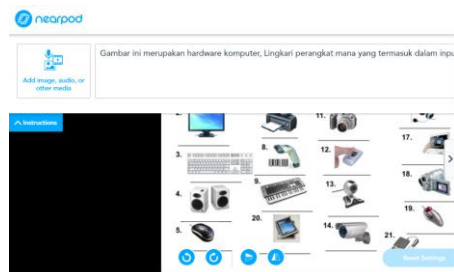 nearpod
Gambar ini merupakan hardware komputer, Lingkari perangkat mana yang termasuk dalam inpu
Add image, audio, or
other media
Instructions
11.
17.
3.
8.
12.
18.
4.
9.
13.
19.
5.
20.
14.
21.
Reset Settings